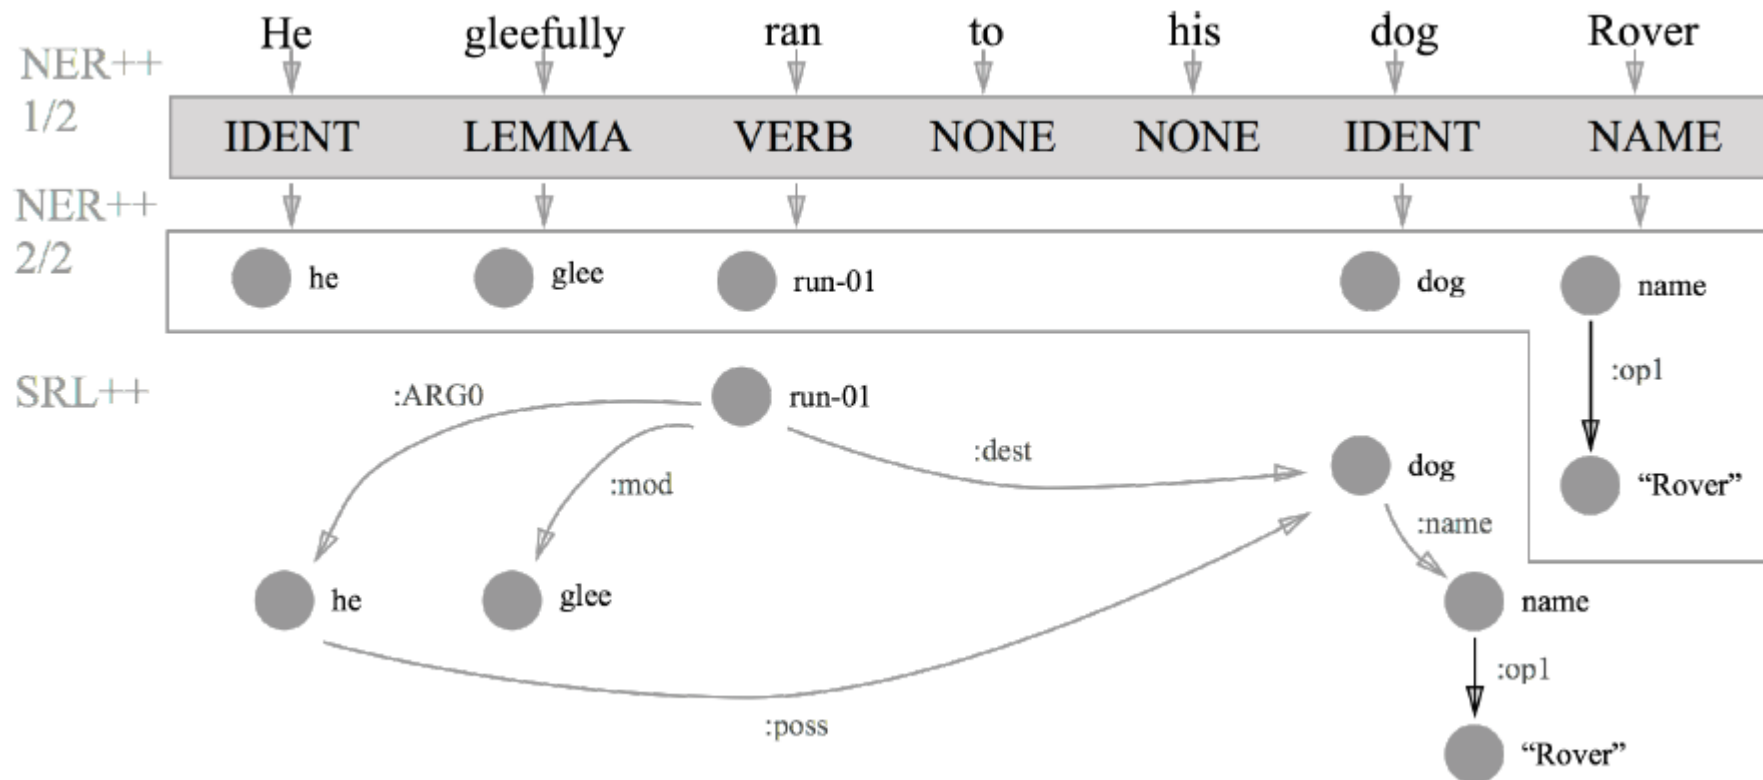 He gleefully ran to his dog Rover
NER++
1/2
IDENT LEMMA VERB NONE NONE IDENT NAME
NER++
2/2
he glee run-01 dog name
:op1
“Rover”
SRL++
:ARG0 run-01
:mod
:dest
dog
:name
he glee name
:op1
:poss
“Rover”